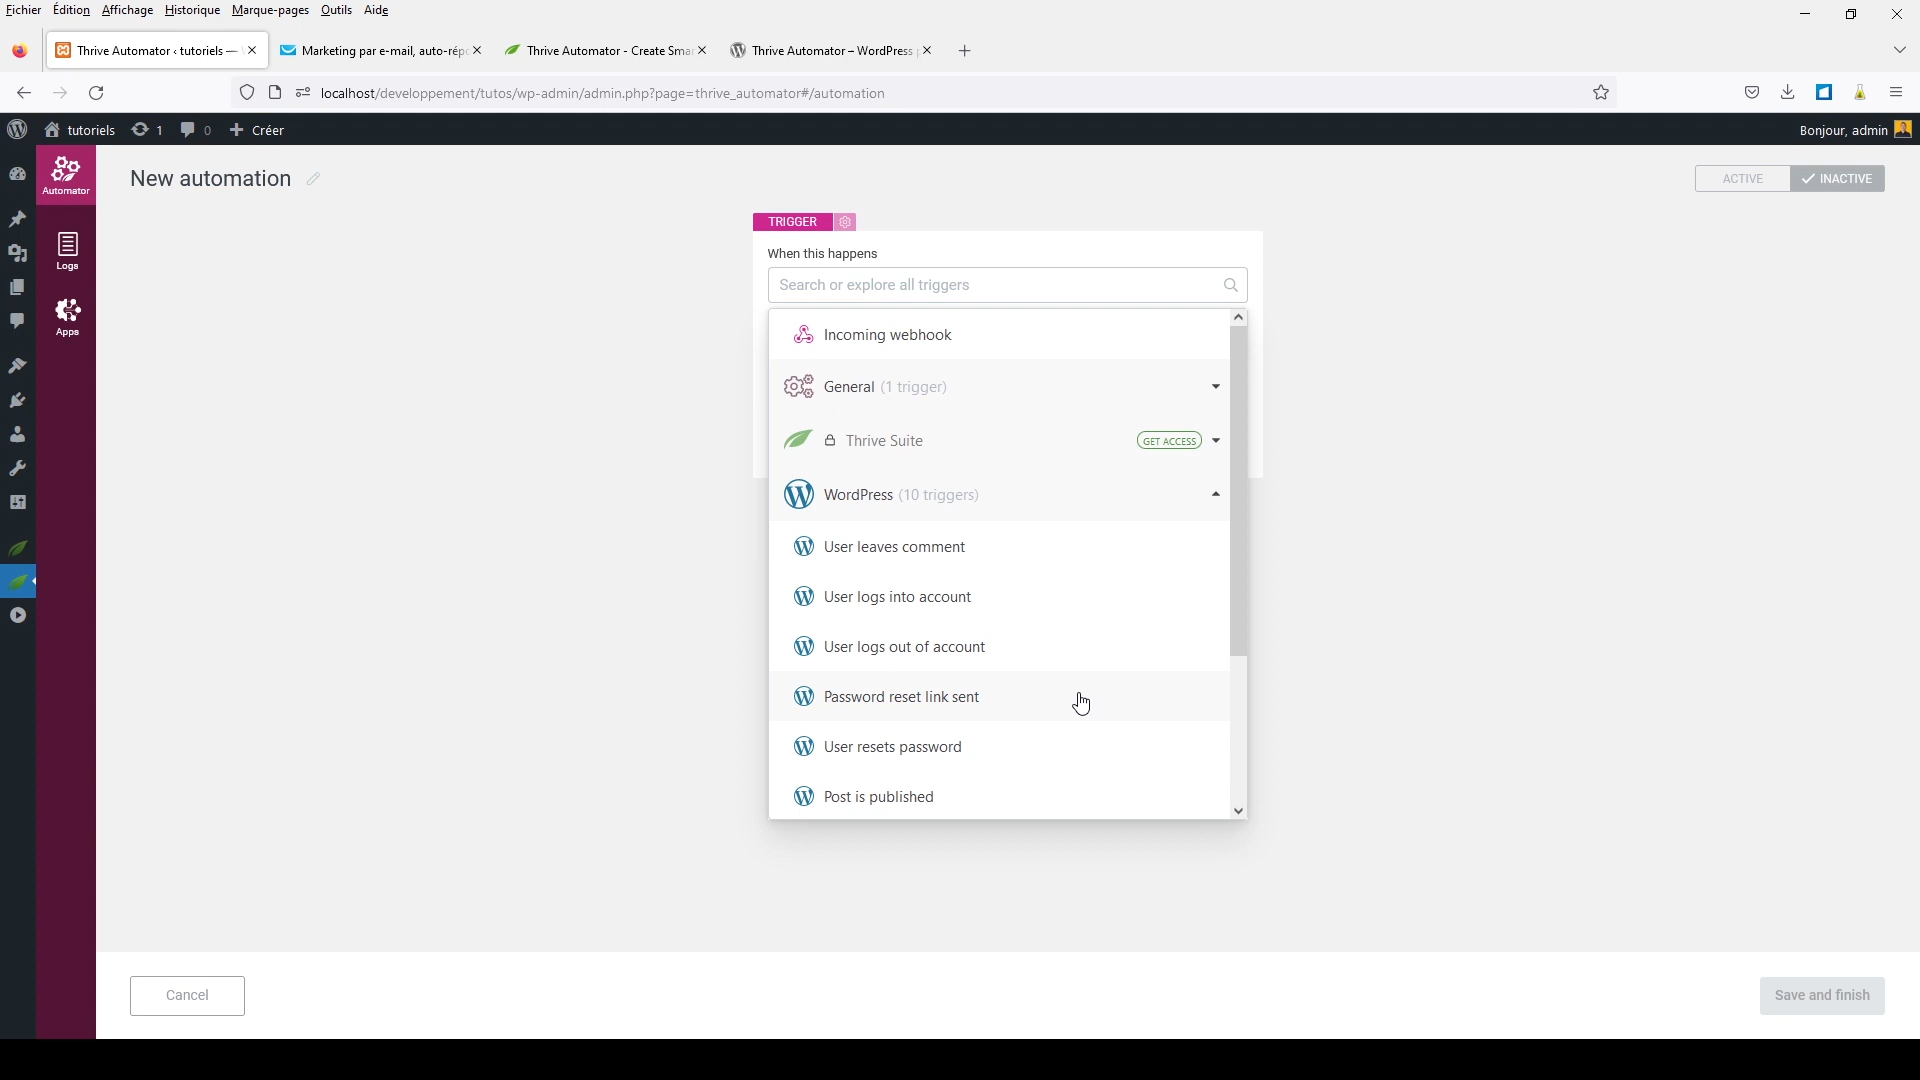 Fichier Édition Affichage Historique Marque-pages Outils Aide
Thrive Automator ‹ tutoriels —
Marketing par e-mail, auto-rép
Thrive Automator - Create Sma
Thrive Automator – WordPress
localhost/developpement/tutos/wp-admin/admin.php?page=thrive_automator#/automation
tutoriels 1 0 Créer
Bonjour, admin
Automator
Logs
Apps
New automation
ACTIVE INACTIVE
TRIGGER
When this happens
Search or explore all triggers
Incoming webhook
General (1 trigger)
Thrive Suite GET ACCESS
WordPress (10 triggers)
User leaves comment
User logs into account
User logs out of account
Password reset link sent
User resets password
Post is published
Cancel
Save and finish